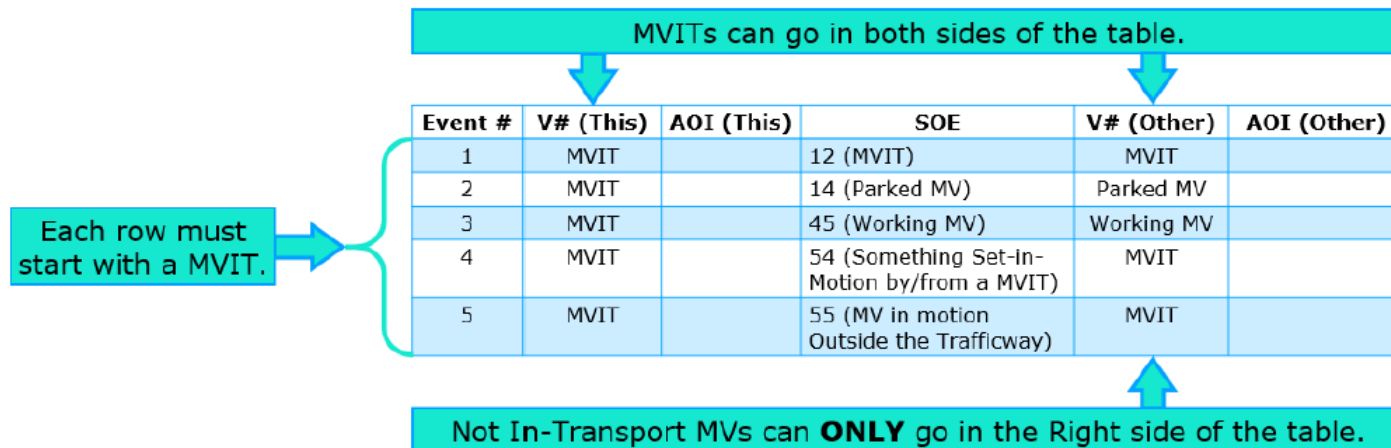 MVITs can go in both sides of the table.
Event # V# (This) AOI (This) SOE V# (Other) AOI (Other)
1 MVIT 12 (MVIT) MVIT
2 MVIT 14 (Parked MV) Parked MV
3 MVIT 45 (Working MV) Working MV
Each row must
start with a MVIT.
4 MVIT 54 (Something Set-in- MVIT
Motion by/from a MVIT)
5 MVIT 55 (MV in motion MVIT
Outside the Trafficway)
Not In-Transport MVs can ONLY go in the Right side of the table.